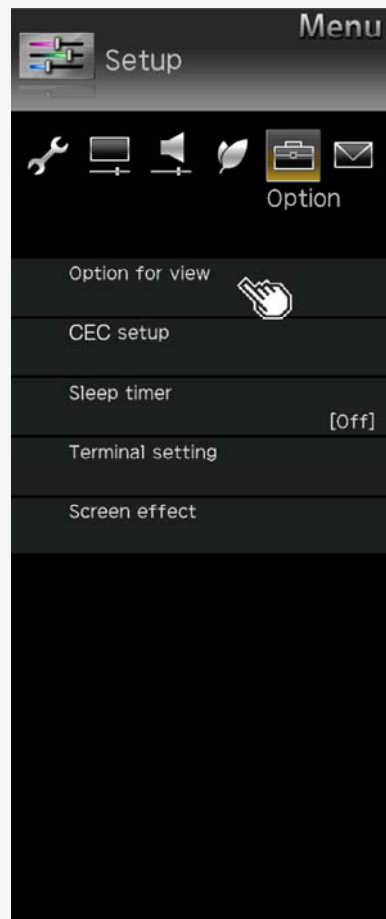 Menu
Setup
Option
Option for view
CEC setup
Sleep timer
[Off]
Terminal setting
Screen effect